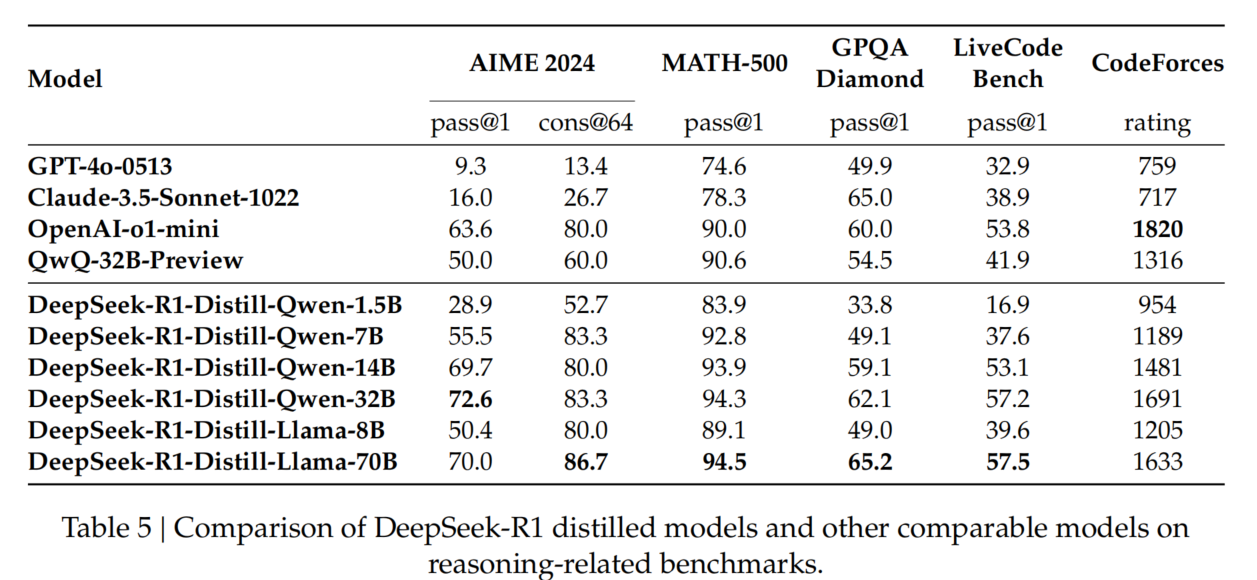 Model AIME 2024 MATH-500 GPQA Diamond LiveCode Bench CodeForces
pass@1 cons@64 pass@1 pass@1 pass@1 rating
GPT-4o-0513 9.3 13.4 74.6 49.9 32.9 759
Claude-3.5-Sonnet-1022 16.0 26.7 78.3 65.0 38.9 717
OpenAI-o1-mini 63.6 80.0 90.0 60.0 53.8 1820
QwQ-32B-Preview 50.0 60.0 90.6 54.5 41.9 1316
DeepSeek-R1-Distill-Qwen-1.5B 28.9 52.7 83.9 33.8 16.9 954
DeepSeek-R1-Distill-Qwen-7B 55.5 83.3 92.8 49.1 37.6 1189
DeepSeek-R1-Distill-Qwen-14B 69.7 80.0 93.9 59.1 53.1 1481
DeepSeek-R1-Distill-Qwen-32B 72.6 83.3 94.3 62.1 57.2 1691
DeepSeek-R1-Distill-Llama-8B 50.4 80.0 89.1 49.0 39.6 1205
DeepSeek-R1-Distill-Llama-70B 70.0 86.7 94.5 65.2 57.5 1633
Table 5 | Comparison of DeepSeek-R1 distilled models and other comparable models on
reasoning-related benchmarks.